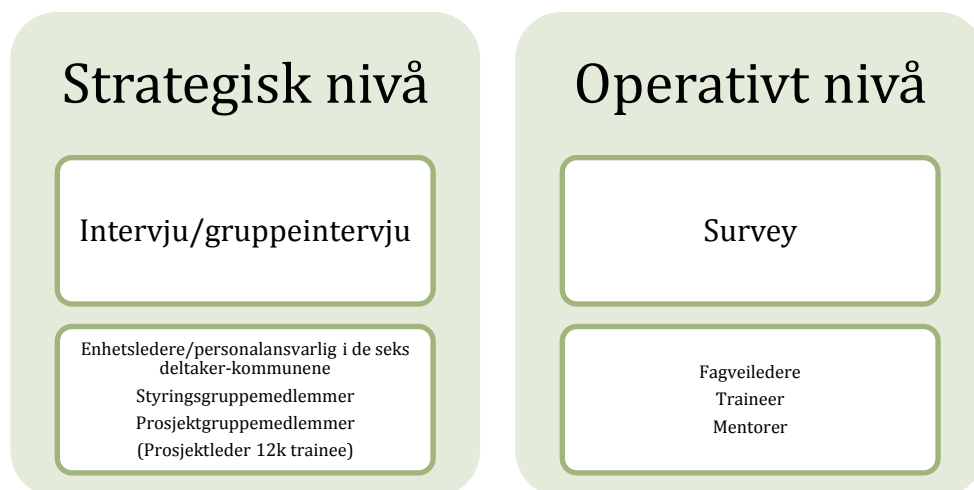 Strategisk nivå
Intervju/gruppeintervju
Enhetsledere/personalansvarlig i de seks
deltaker-kommunene
Styringsgruppemedlemmer
Prosjektgruppemedlemmer
(Prosjektleder 12k trainee)
Operativt nivå
Survey
Fagveiledere
Traineer
Mentorer